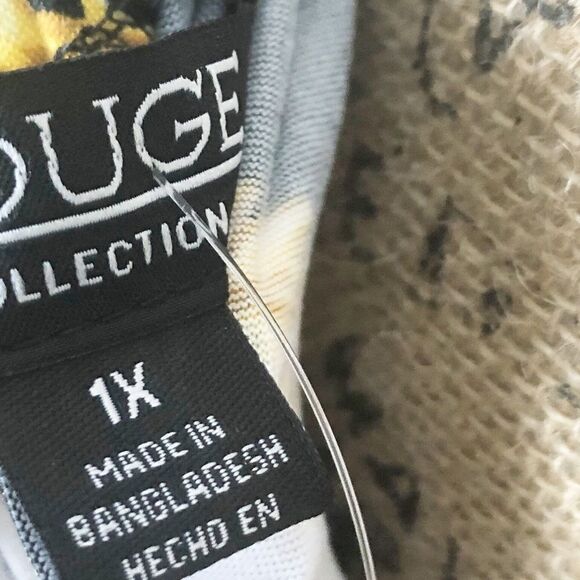 OUGE
OLLECTION
1X
MADE IN
BANGLADESH
HECHO EN